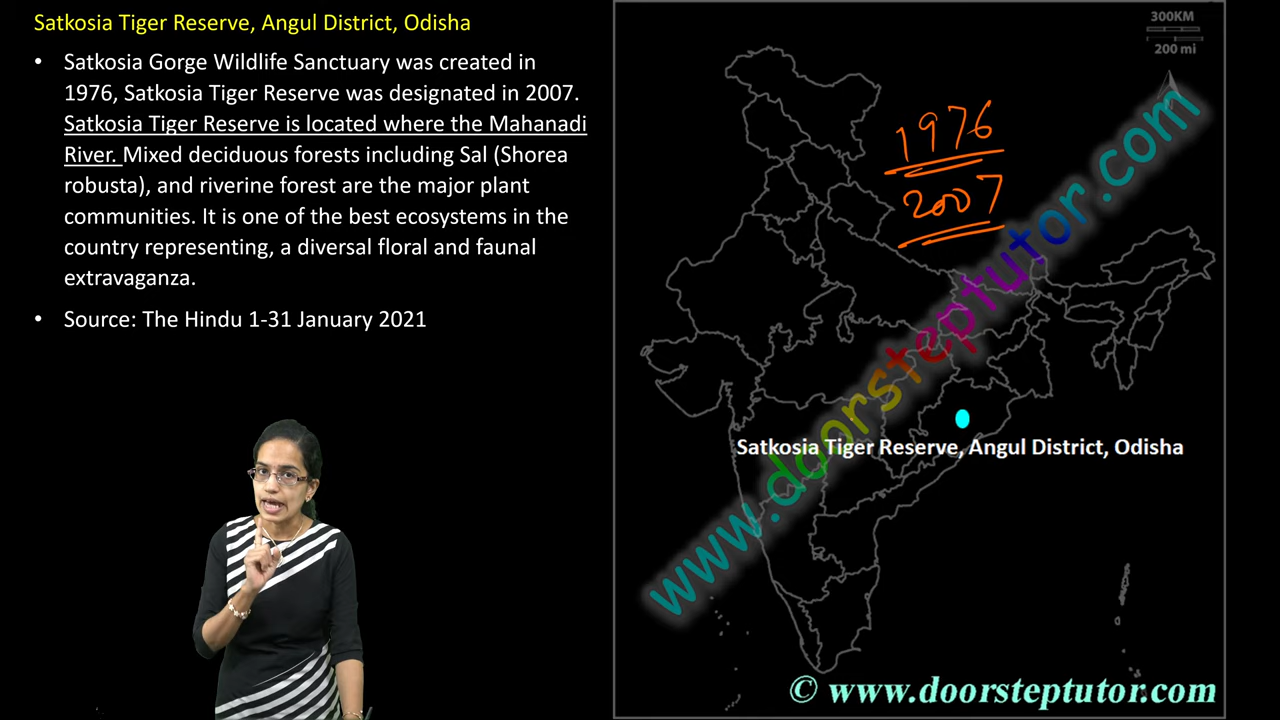 Satkosia Tiger Reserve, Angul District, Odisha
• Satkosia Gorge Wildlife Sanctuary was created in
1976, Satkosia Tiger Reserve was designated in 2007.
Satkosia Tiger Reserve is located where the Mahanadi
River. Mixed deciduous forests including Sal (Shorea
robusta), and riverine forest are the major plant
communities. It is one of the best ecosystems in the
country representing, a diversal floral and faunal
extravaganza.
• Source: The Hindu 1-31 January 2021
300KM
200 mi
1976
2007
www.doorsteptutor.com
Satkosia Tiger Reserve, Angul District, Odisha
© www.doorsteptutor.com